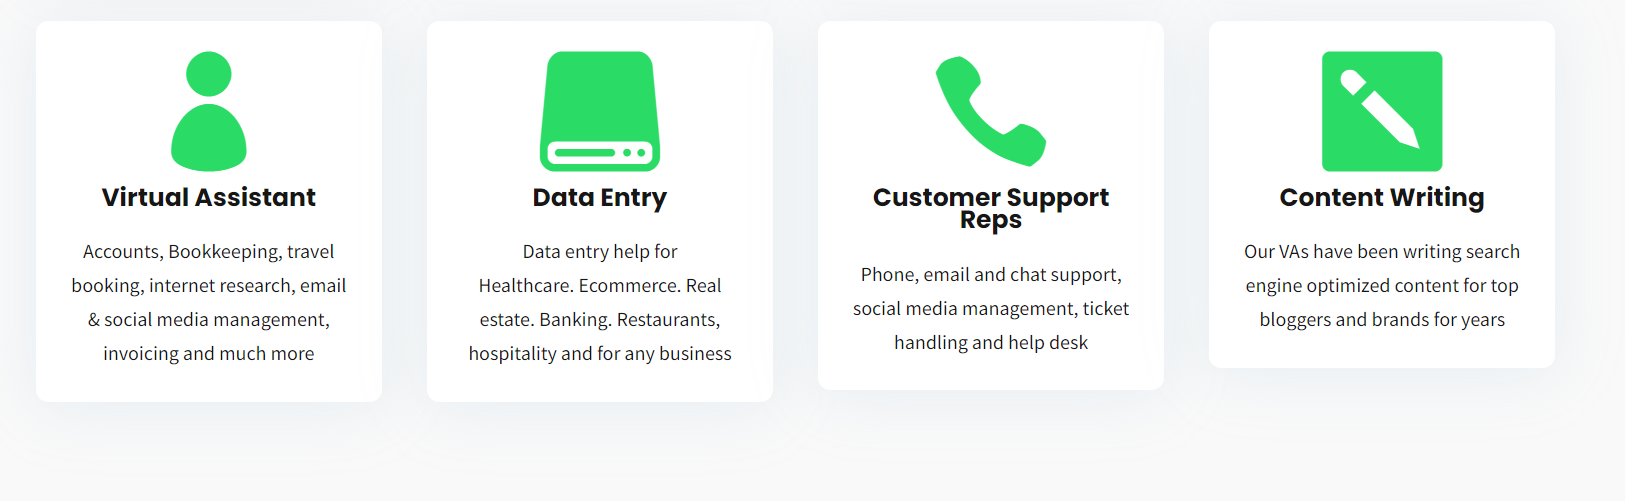 Virtual Assistant
Accounts, Bookkeeping, travel
booking, internet research, email
& social media management,
invoicing and much more
Data Entry
Data entry help for
Healthcare. Ecommerce. Real
estate. Banking. Restaurants,
hospitality and for any business
Customer Support
Reps
Phone, email and chat support,
social media management, ticket
handling and help desk
Content Writing
Our VAs have been writing search
engine optimized content for top
bloggers and brands for years